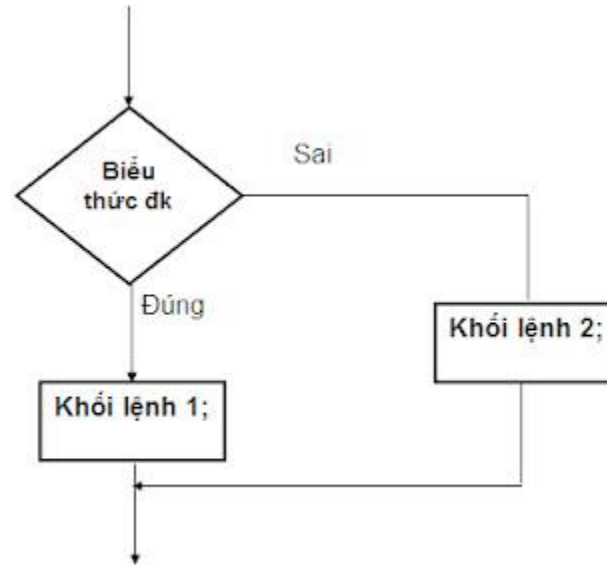 Biểu
thức đk
Sai
Đúng
Khối lệnh 2;
Khối lệnh 1;